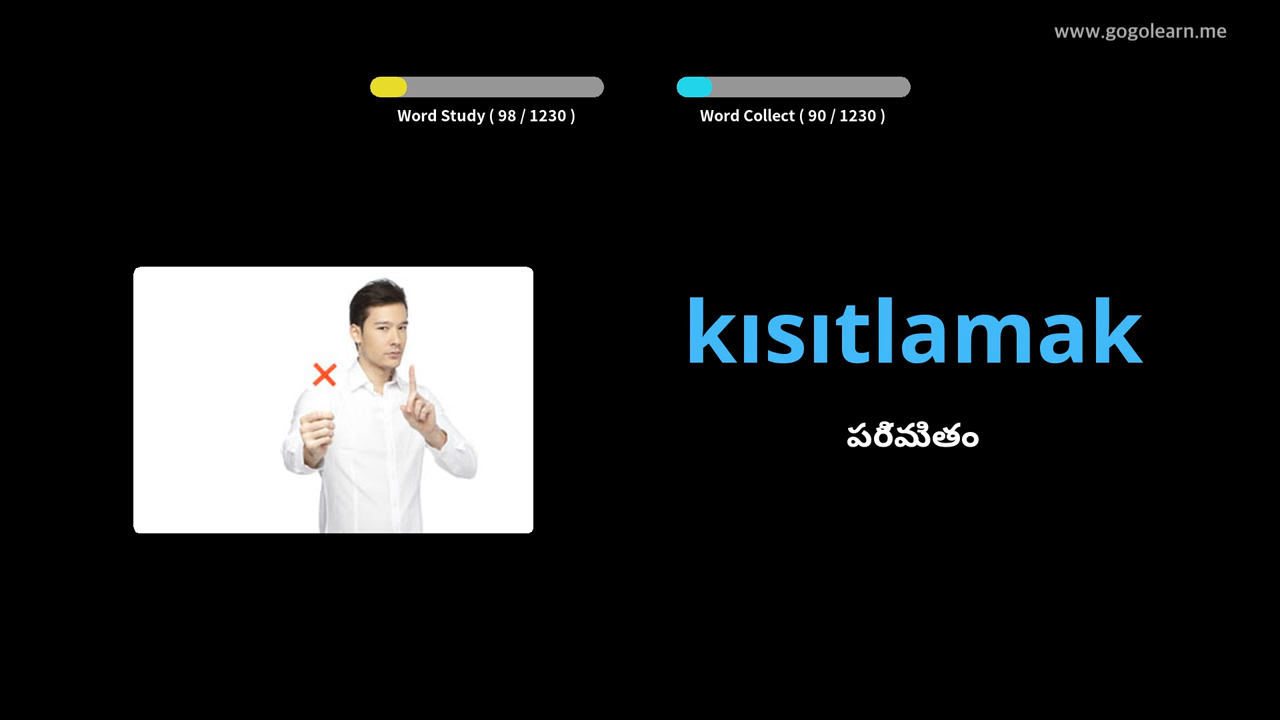 www.gogolearn.me
Word Study ( 98 / 1230 )
Word Collect ( 90 / 1230 )
kısıtlamak
పరిమితం